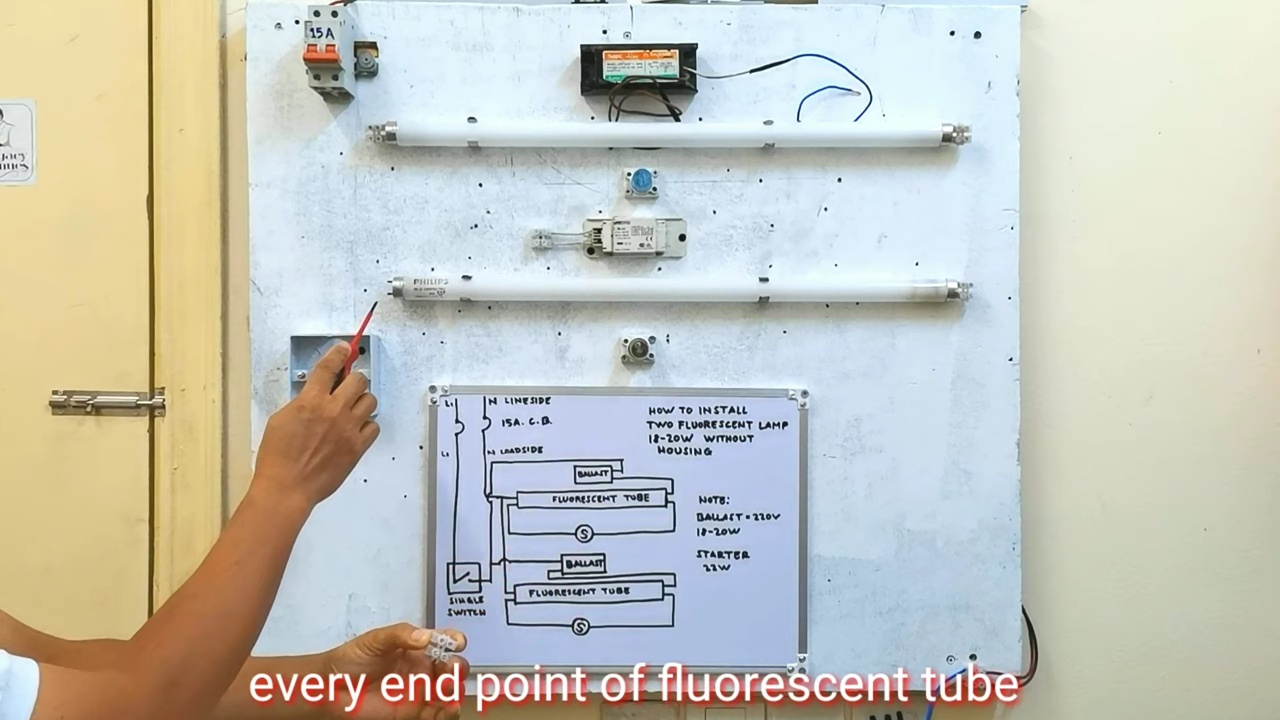 15A
PHILIPS
L1
N LINESIDE
15A. C.B.
L1
N LOADSIDE
HOW TO INSTALL
TWO FLUORESCENT LAMP
18-20W WITHOUT
HOUSING
BALLAST
FLUORESCENT TUBE
S
NOTE:
BALLAST = 220V
18-20W
STARTER
22W
BALLAST
FLUORESCENT TUBE
S
SINGLE
SWITCH
every end point of fluorescent tube